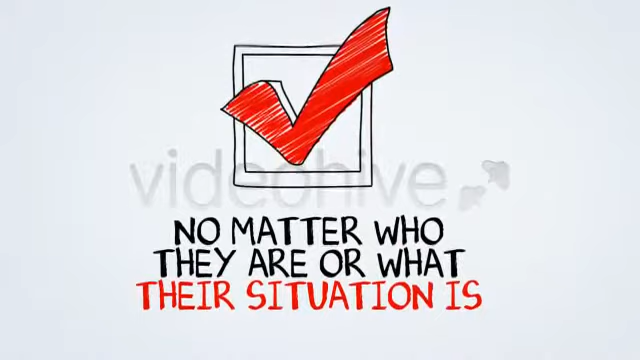 videohive
NO MATTER WHO
THEY ARE OR WHAT
THEIR SITUATION IS